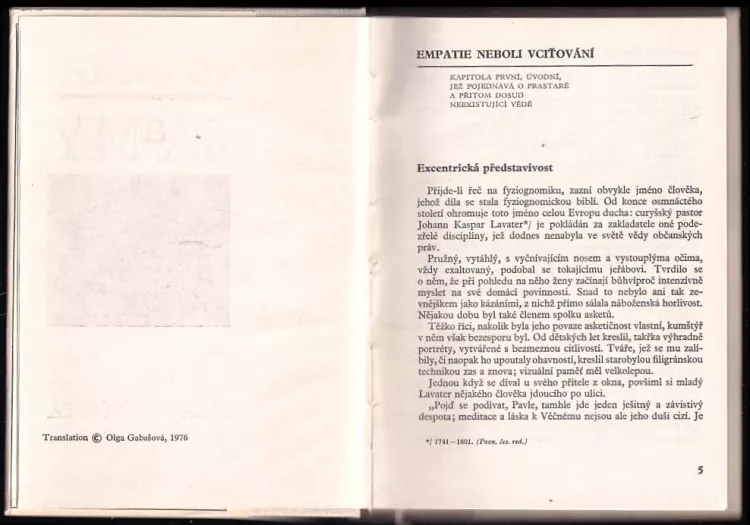 Translation © Olga Gabašová, 1976
EMPATIE NEBOLI VCIŤOVÁNÍ
KAPITOLA PRVNÍ, ÚVODNÍ,
JEŽ POJEDNÁVÁ O PRASTARÉ
A PŘITOM DOSUD
NEEXISTUJÍCÍ VĚDĚ
Excentrická představivost
Přijde-li řeč na fyziognomiku, zazní obvykle jméno člověka,
jehož díla se stala fyziognomickou biblí. Od konce osmnáctého
století ohromuje toto jméno celou Evropu ducha: curyšský pastor
Johann Kaspar Lavater*/ je pokládán za zakladatele oné pode-
zřelé disciplíny, jež dodnes nenabyla ve světě vědy občanských
práv.
Pružný, vytáhlý, s vyčnívajícím nosem a vystouplýma očima,
vždy exaltovaný, podobal se tokajícímu jeřábovi. Tvrdilo se
o něm, že při pohledu na něho ženy začínají bůhvíproč intenzívně
myslet na své domácí povinnosti. Snad to nebylo ani tak ze-
vnějškem jako kázáními, z nichž přímo sálala náboženská horlivost.
Nějakou dobu byl také členem spolku asketů.
Těžko říci, nakolik byla jeho povaze asketičnost vlastní, kumštýř
v něm však bezesporu byl. Od dětských let kreslil, takřka výhradně
portréty, vytvářené s bezmeznou citlivostí. Tváře, jež se mu zalí-
bily, či naopak ho upoutaly ohavností, kreslil starobylou filigránskou
technikou zas a znova; vizuální paměť měl velkolepou.
Jednou když se díval u svého přítele z okna, povšiml si mladý
Lavater nějakého člověka jdoucího po ulici.
„Pojď se podívat, Pavle, tamhle jde jeden ješitný a závistivý
despota; meditace a láska k Věčnému nejsou ale jeho duši cizí. Je
*/ 1741–1801. (Pozn. čes. red.)
5